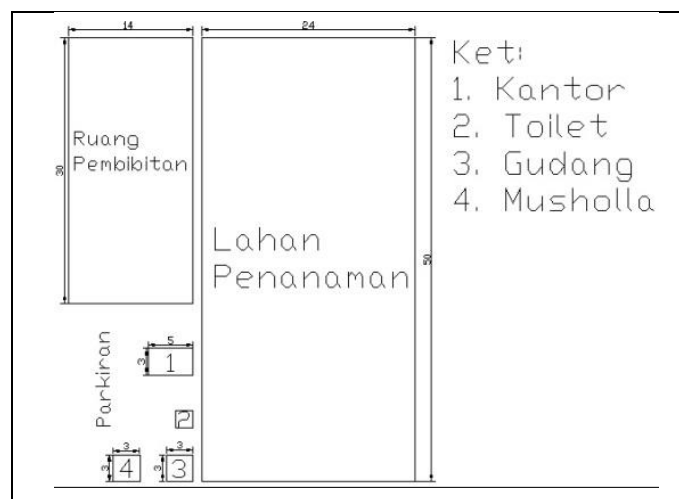 14
24
30
Ruang
Pembibitan
Lahan
Penanaman
50
Parkiran
5
3
1
2
3
3
4
3
3
3
Ket:
1. Kantor
2. Toilet
3. Gudang
4. Musholla